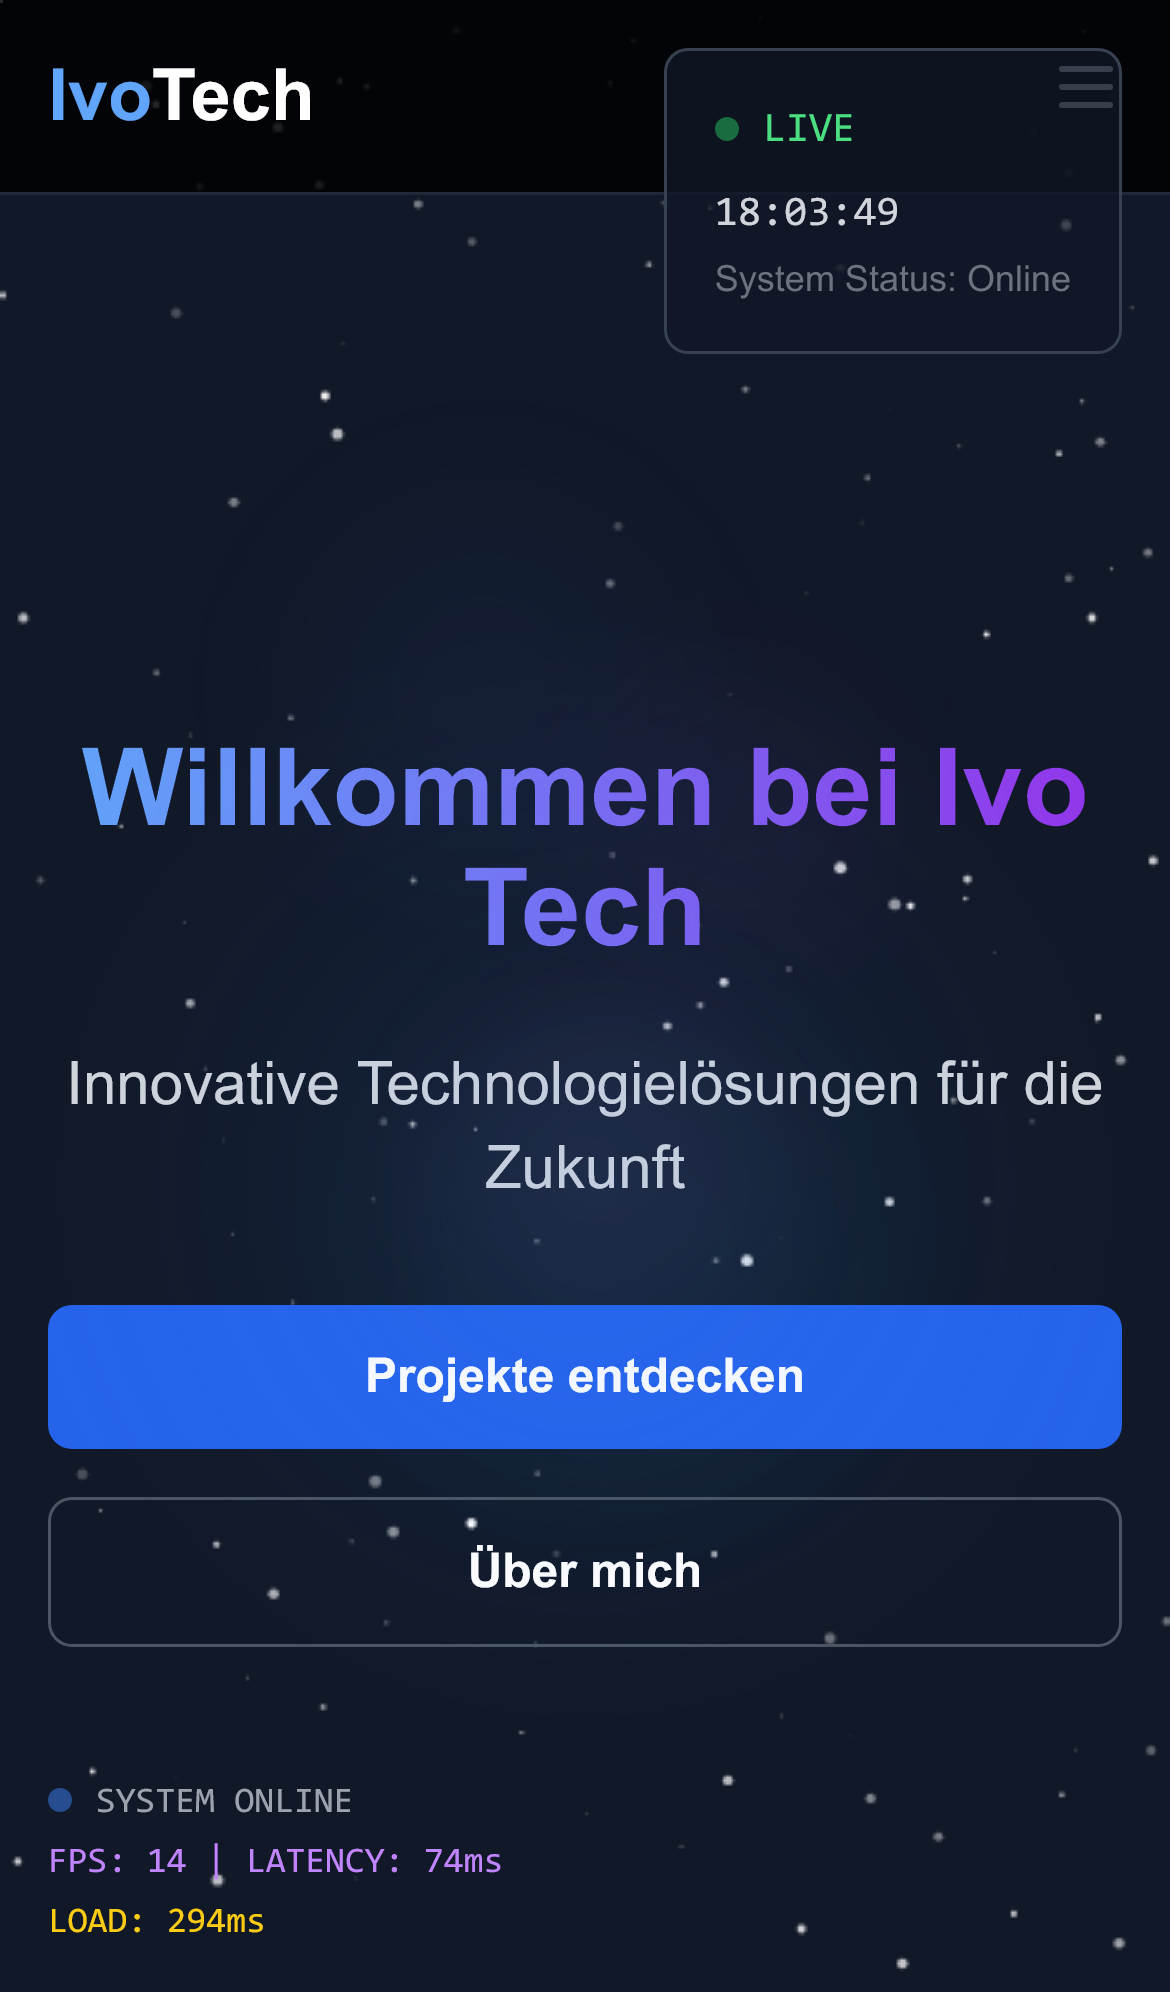 IvoTech
LIVE
18:03:49
System Status: Online
Willkommen bei Ivo
Tech
Innovative Technologielösungen für die
Zukunft
Projekte entdecken
Über mich
SYSTEM ONLINE
FPS: 14 | LATENCY: 74ms
LOAD: 294ms